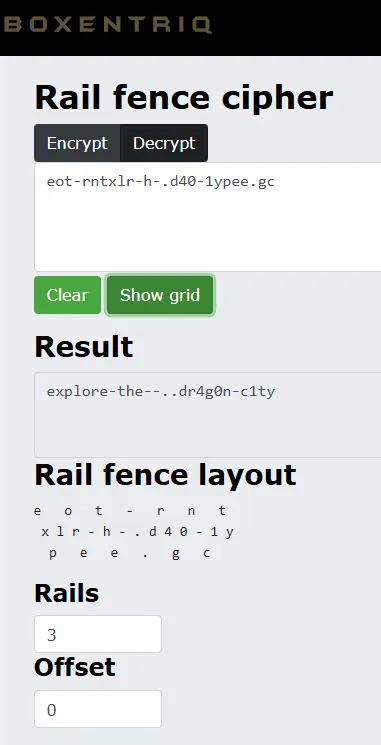 BOXENTRIQ
Rail fence cipher
Encrypt Decrypt
eot-rntxlr-h-.d40-1ypee.gc
Clear Show grid
Result
explore-the--..dr4g0n-c1ty
Rail fence layout
e o t - r n t
x l r - h - . d 4 0 - 1 y
p e e . g c
Rails
3
Offset
0